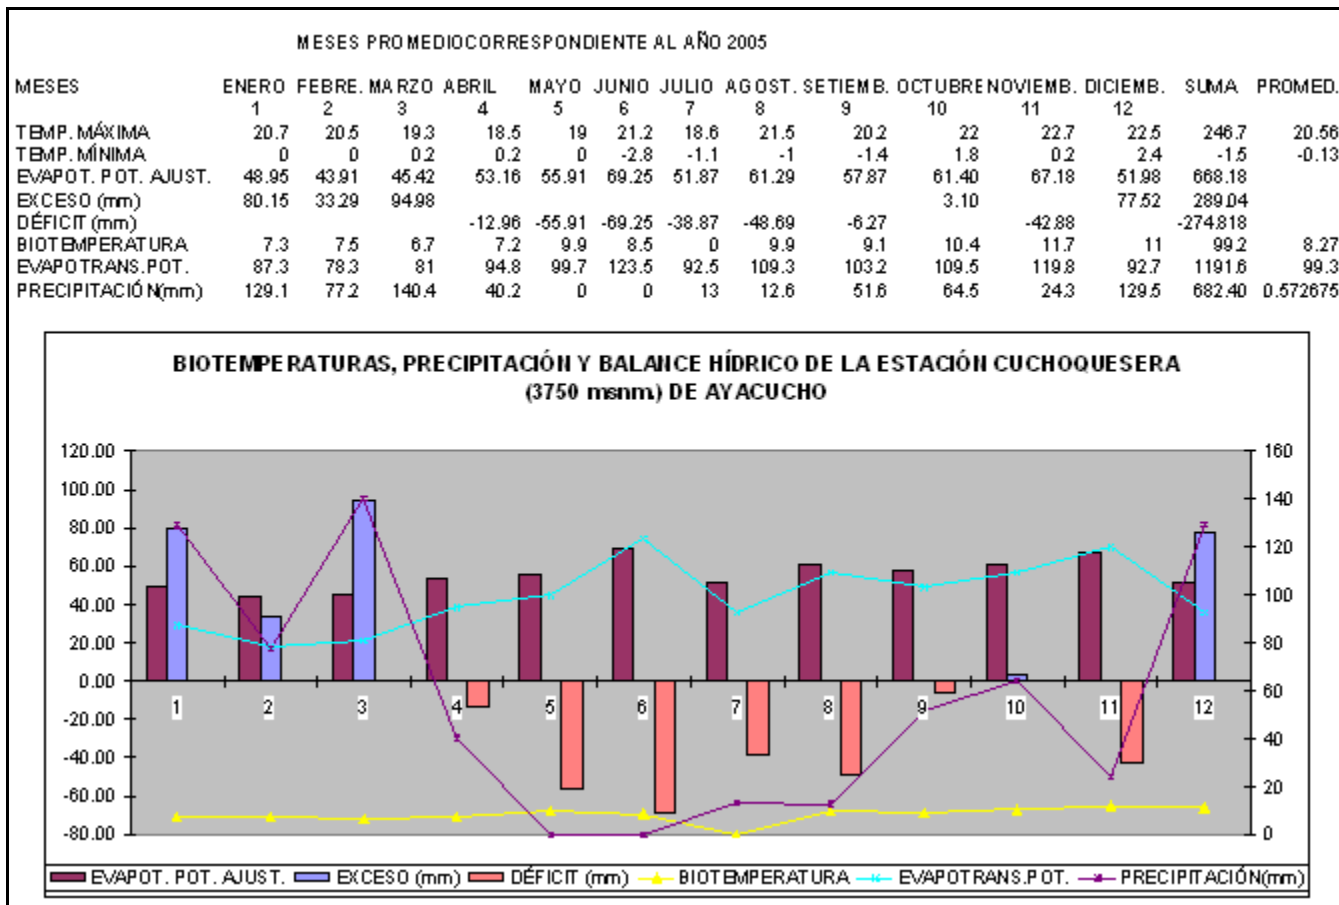 MESES PROMEDIOCORRESPONDIENTE AL AÑO 2005
MESES ENERO FEBRE. MARZO ABRIL MAYO JUNIO JULIO AGOST. SETIEMB. OCTUBRE NOVIEMB. DICIEMB. SUMA PROMED.
1 2 3 4 5 6 7 8 9 10 11 12
TEMP. MÁXIMA 20.7 20.5 19.3 18.5 19 21.2 18.6 21.5 20.2 22 22.7 22.5 246.7 20.56
TEMP. MÍNIMA 0 0 0.2 0.2 0 -2.8 -1.1 -1 -1.4 1.8 0.2 2.4 -1.5 -0.13
EVAPOT. POT. AJUST. 48.95 43.91 45.42 53.16 55.91 69.25 51.87 61.29 57.87 61.40 67.18 51.98 668.18
EXCESO (mm) 80.15 33.29 94.98 3.10 77.52 289.04
DÉFICIT (mm) -12.96 -55.91 -69.25 -38.87 -48.69 -6.27 -42.88 -274.818
BIOTEMPERATURA 7.3 7.5 6.7 7.2 9.9 8.5 0 9.9 9.1 10.4 11.7 11 99.2 8.27
EVAPOTRANS.POT. 87.3 78.3 81 94.8 99.7 123.5 92.5 109.3 103.2 109.5 119.8 92.7 1191.6 99.3
PRECIPITACIÓN(mm) 129.1 77.2 140.4 40.2 0 0 13 12.6 51.6 64.5 24.3 129.5 682.40 0.572675
BIOTEMPERATURAS, PRECIPITACIÓN Y BALANCE HÍDRICO DE LA ESTACIÓN CUCHOQUESERA
(3750 msnm.) DE AYACUCHO
120.00 160
100.00 140
80.00 120
60.00 100
40.00 80
20.00 60
0.00 40
-20.00 20
-40.00 0
-60.00
-80.00
1 2 3 4 5 6 7 8 9 10 11 12
EVAPOT. POT. AJUST. EXCESO (mm) DÉFICIT (mm) BIOTEMPERATURA EVAPOTRANS.POT. PRECIPITACIÓN(mm)